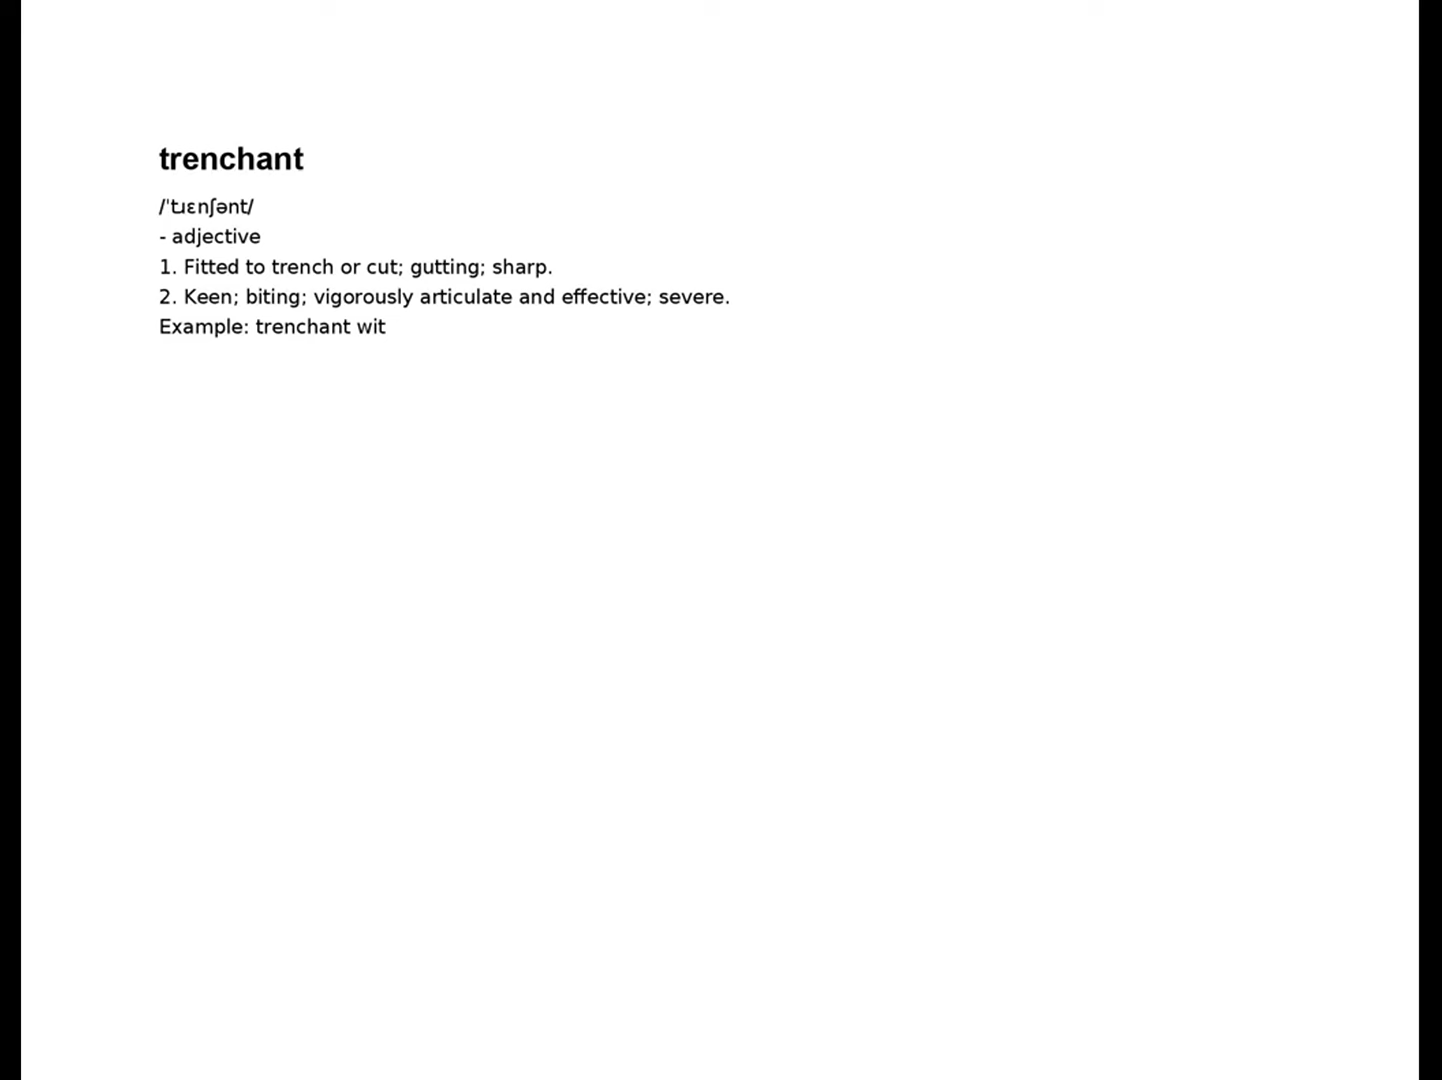 trenchant
/ˈtɹɛnʃənt/
- adjective
1. Fitted to trench or cut; gutting; sharp.
2. Keen; biting; vigorously articulate and effective; severe.
Example: trenchant wit